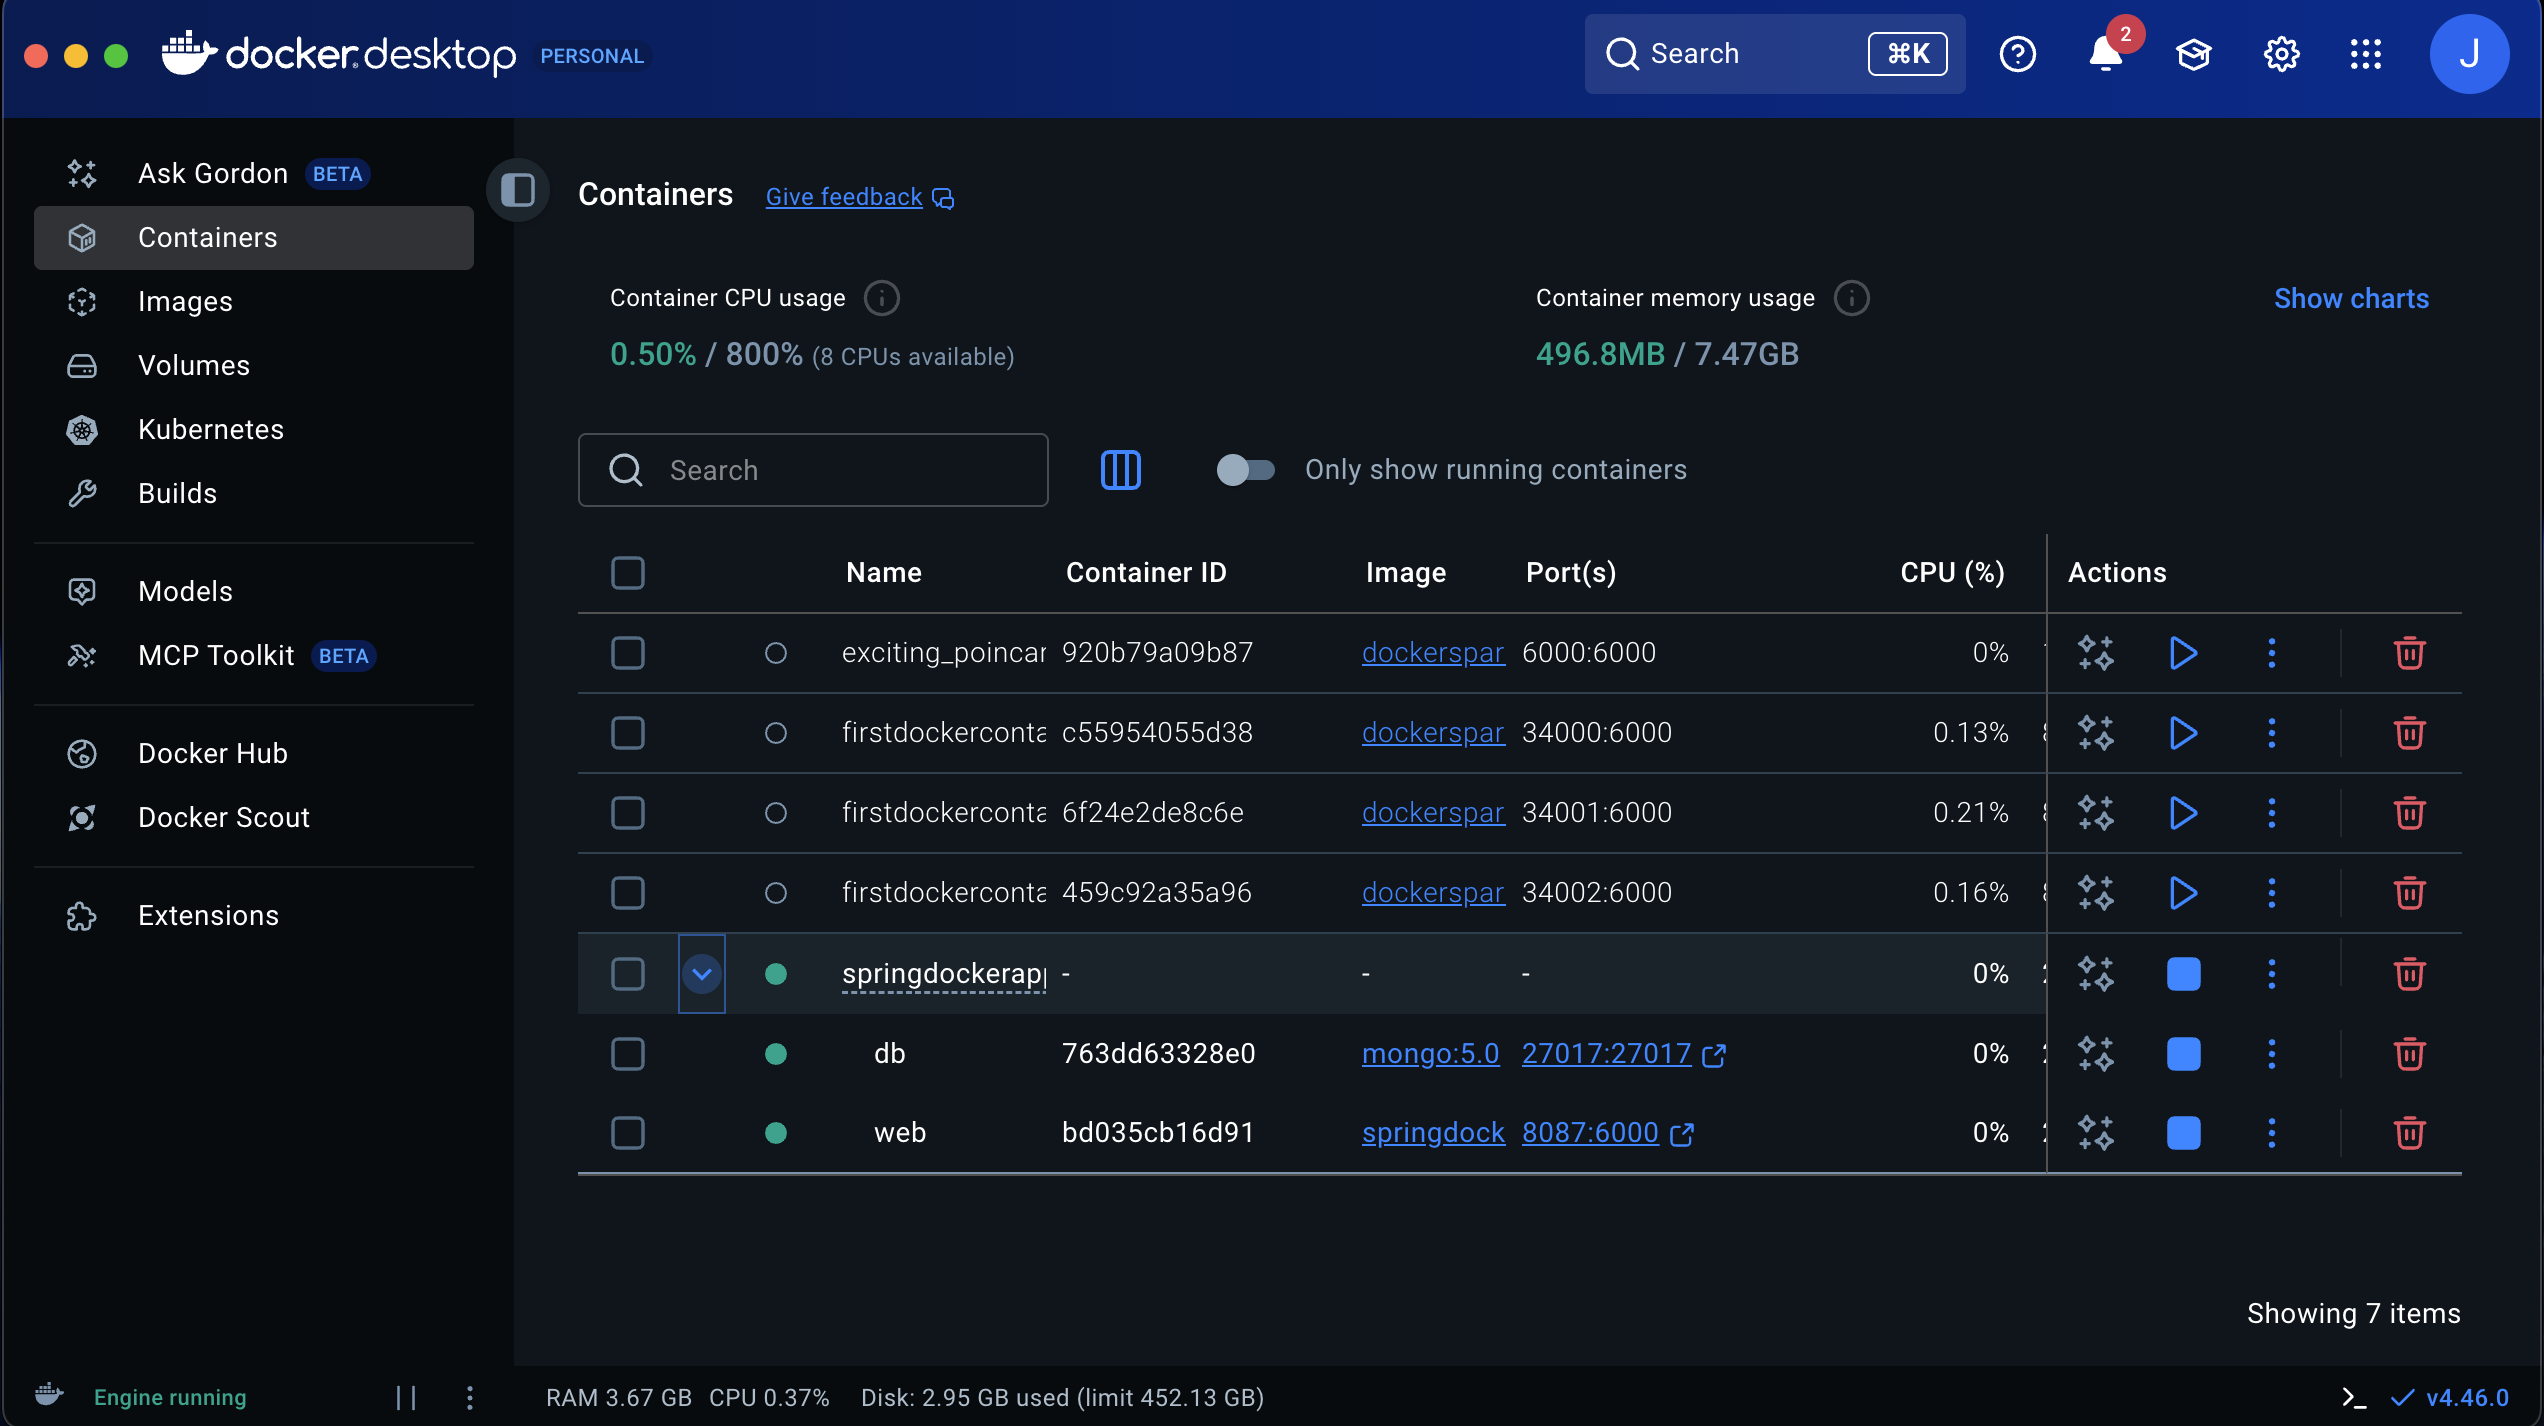 docker desktop PERSONAL
Search ⌘K
2
J
Ask Gordon BETA
Containers
Images
Volumes
Kubernetes
Builds
Models
MCP Toolkit BETA
Docker Hub
Docker Scout
Extensions
Containers Give feedback
Container CPU usage
0.50% / 800% (8 CPUs available)
Container memory usage
496.8MB / 7.47GB
Show charts
Search
Only show running containers
Name Container ID Image Port(s) CPU (%) Actions
exciting_poincar 920b79a09b87 dockerspar 6000:6000 0%
firstdockerconta c55954055d38 dockerspar 34000:6000 0.13%
firstdockerconta 6f24e2de8c6e dockerspar 34001:6000 0.21%
firstdockerconta 459c92a35a96 dockerspar 34002:6000 0.16%
springdockerapp - - - 0%
db 763dd63328e0 mongo:5.0 27017:27017 0%
web bd035cb16d91 springdock 8087:6000 0%
Showing 7 items
Engine running
RAM 3.67 GB CPU 0.37% Disk: 2.95 GB used (limit 452.13 GB)
v4.46.0